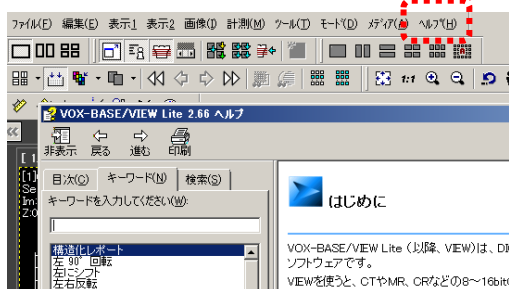 ファイル(F) 編集(E) 表示1 表示2 画像(I) 計測(M) ツール(T) モード(D) メディア(A) ヘルプ(H)
1:1
VOX-BASE/VIEW Lite 2.66 ヘルプ
非表示 戻る 進む 印刷
目次(C) キーワード(N) 検索(S)
キーワードを入力してください(W):
構造化レポート
左 90° 回転
左にシフト
左右反転
はじめに
VOX-BASE/VIEW Lite (以降、VIEW)は、DI
ソフトウェアです。
VIEWを使うと、CTやMR、CRなどの8～16bit
[1]
Se
Im
Z:0